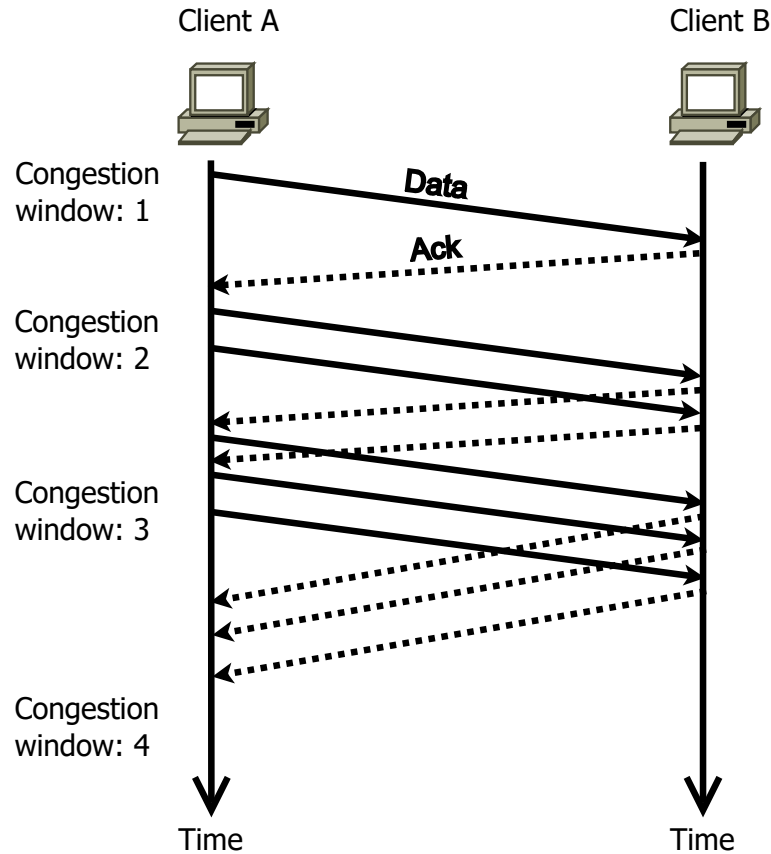 Client A
Client B
Congestion
window: 1
Data
Ack
Congestion
window: 2
Congestion
window: 3
Congestion
window: 4
Time
Time